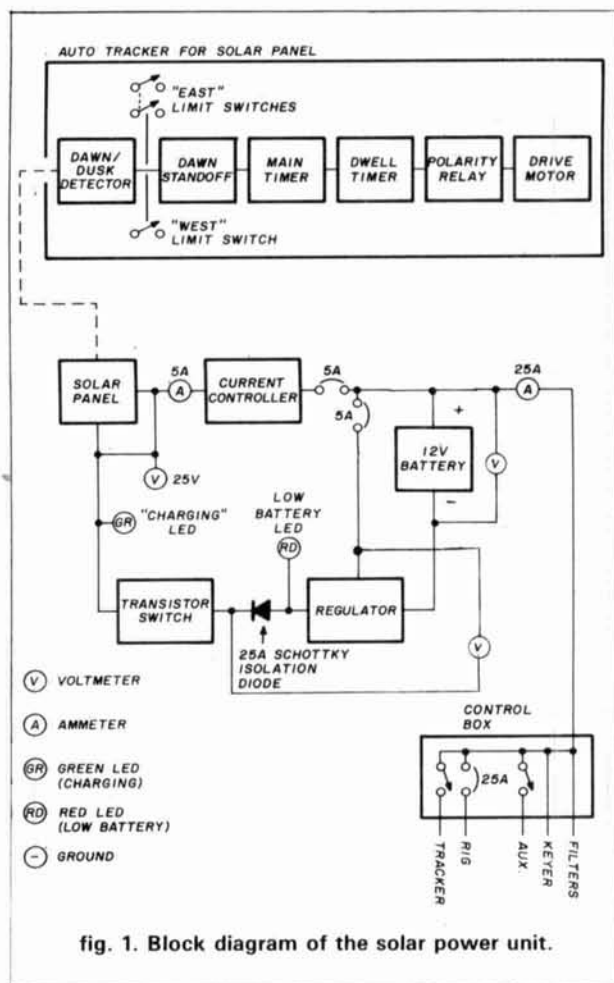 AUTO TRACKER FOR SOLAR PANEL
"EAST"
LIMIT SWITCHES
DAWN/
DUSK
DETECTOR
DAWN
STANDOFF
MAIN
TIMER
DWELL
TIMER
POLARITY
RELAY
DRIVE
MOTOR
"WEST"
LIMIT SWITCH
SOLAR
PANEL
5A
A
CURRENT
CONTROLLER
5A
5A
25A
A
+
12V
BATTERY
–
V
V 25V
GR "CHARGING"
LED
LOW
BATTERY
LED
RD
TRANSISTOR
SWITCH
REGULATOR
25A SCHOTTKY
ISOLATION
DIODE
V
V VOLTMETER
A AMMETER
GR GREEN LED
(CHARGING)
RD RED LED
(LOW BATTERY)
– GROUND
CONTROL
BOX
25A
TRACKER
RIG
AUX.
KEYER
FILTERS
fig. 1. Block diagram of the solar power unit.